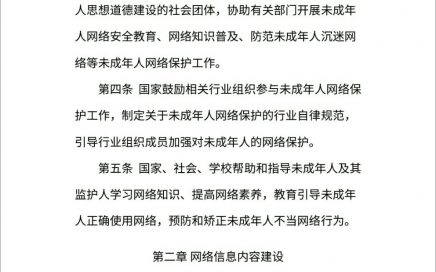 人思想道德建设的社会团体，协助有关部门开展未成年
人网络安全教育、网络知识普及、防范未成年人沉迷网
络等未成年人网络保护工作。
第四条 国家鼓励相关行业组织参与未成年人网络保
护工作，制定关于未成年人网络保护的行业自律规范，
引导行业组织成员加强对未成年人的网络保护。
第五条 国家、社会、学校帮助和指导未成年人及其
监护人学习网络知识、提高网络素养，教育引导未成年
人正确使用网络，预防和矫正未成年人不当网络行为。
第二章 网络信息内容建设